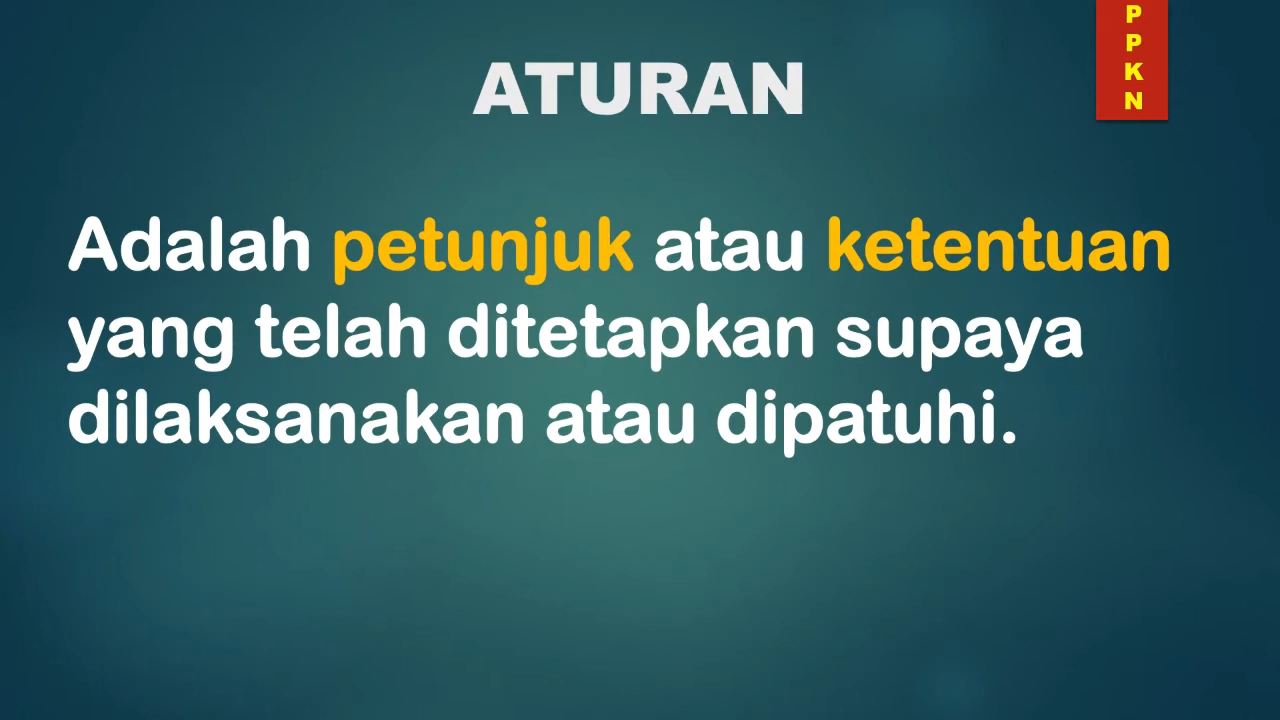 ATURAN
P
P
K
N
Adalah petunjuk atau ketentuan
yang telah ditetapkan supaya
dilaksanakan atau dipatuhi.